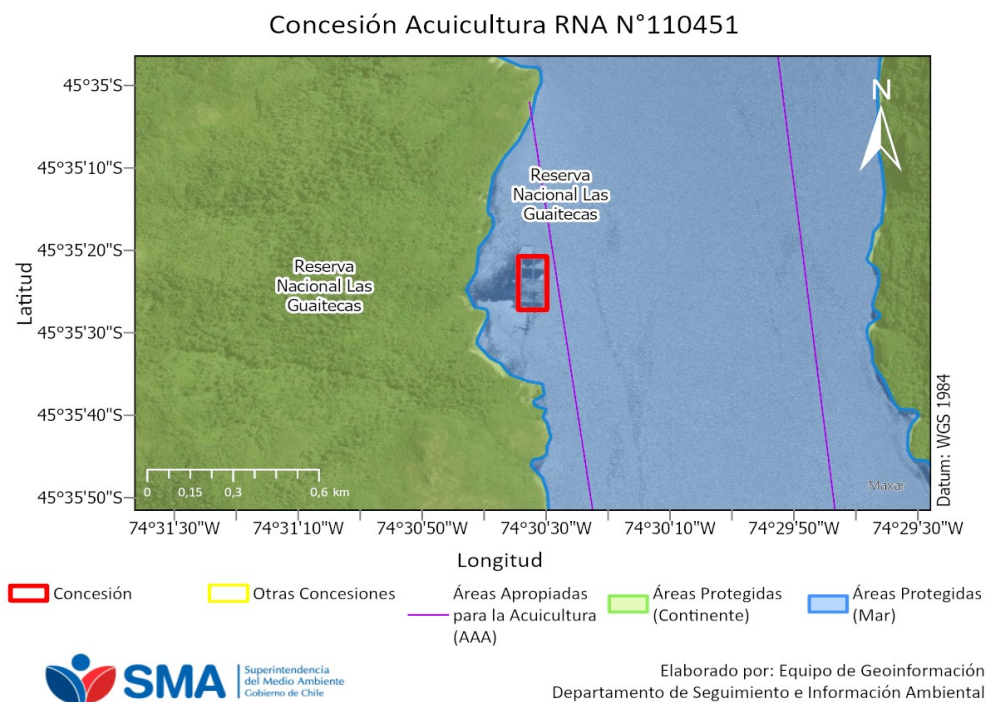 Concesión Acuicultura RNA N°110451
45°35'S
45°35'10"S
45°35'20"S
45°35'30"S
45°35'40"S
45°35'50"S
Latitud
N
Reserva
Nacional Las
Guaitecas
Reserva
Nacional Las
Guaitecas
0 0,15 0,3 0,6 km
Maxar
Datum: WGS 1984
74°31'30"W 74°31'10"W 74°30'50"W 74°30'30"W 74°30'10"W 74°29'50"W 74°29'30"W
Longitud
Concesión
Otras Concesiones
Áreas Apropiadas
para la Acuicultura
(AAA)
Áreas Protegidas
(Continente)
Áreas Protegidas
(Mar)
SMA
Superintendencia
del Medio Ambiente
Gobierno de Chile
Elaborado por: Equipo de Geoinformación
Departamento de Seguimiento e Información Ambiental